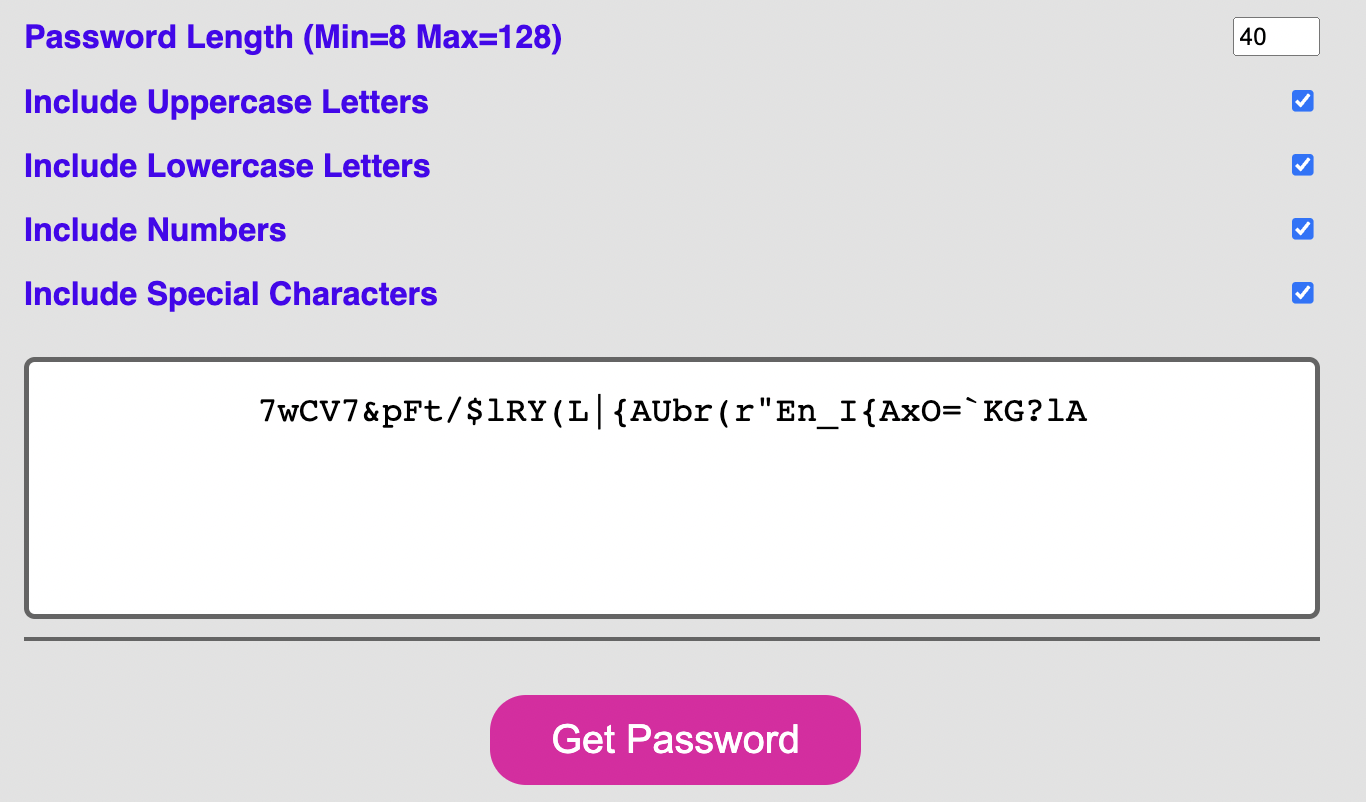 Password Length (Min=8 Max=128) 40
Include Uppercase Letters
Include Lowercase Letters
Include Numbers
Include Special Characters
7wCV7&pFt/$lRY(L|{AUbr(r"En_I{AxO=`KG?lA
Get Password